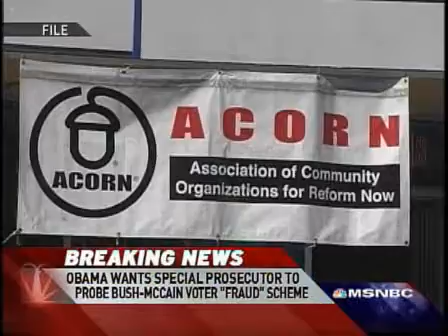 FILE
ACORN
Association of Community
Organizations for Reform Now
ACORN®
BREAKING NEWS
OBAMA WANTS SPECIAL PROSECUTOR TO
PROBE BUSH-MCCAIN VOTER "FRAUD" SCHEME
MSNBC